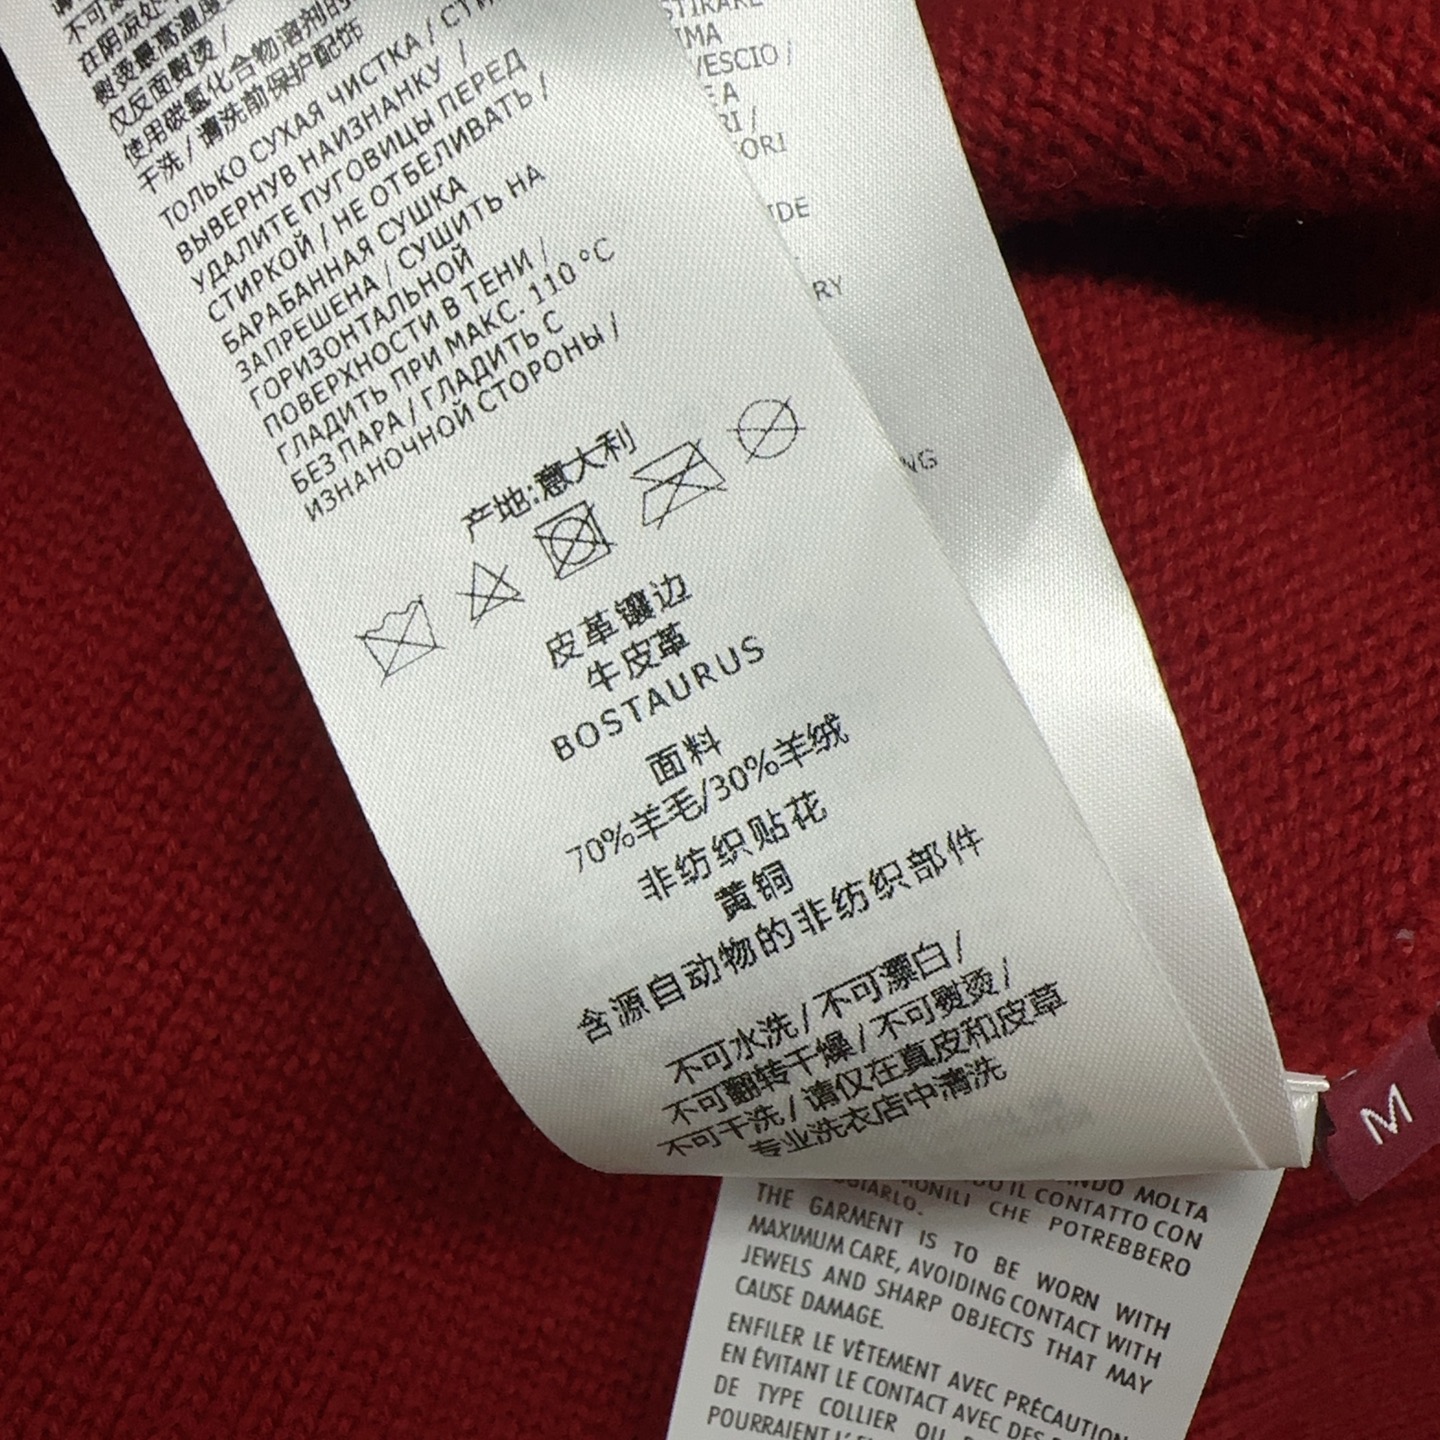 在阴凉处
熨烫最高温度
仅反面熨烫 /
使用碳氢化合物溶剂的
干洗 / 请洗前保护配饰
ТОЛЬКО СУХАЯ ЧИСТКА /
ВЫВЕРНУВ НАИЗНАНКУ /
УДАЛИТЕ ПУГОВИЦЫ ПЕРЕД
СТИРКОЙ / НЕ ОТБЕЛИВАТЬ /
БАРАБАННАЯ СУШКА
ЗАПРЕШЕНА / СУШИТЬ НА
ГОРИЗОНТАЛЬНОЙ
ПОВЕРХНОСТИ В ТЕНИ /
ГЛАДИТЬ ПРИ МАКС. 110 °C
БЕЗ ПАРА / ГЛАДИТЬ С
ИЗНАНОЧНОЙ СТОРОНЫ /
产地:意大利
皮革镶边
牛皮革
BOSTAURUS
面料
70%羊毛/30%羊绒
非纺织贴花
黄铜
含源自动物的非纺织部件
不可水洗 / 不可漂白 /
不可翻转干燥 / 不可熨烫 /
不可干洗 / 请仅在真皮和皮草
专业洗衣店中清洗
STIRARE
VESCIO /
M
MOLTA
IL CONTATTO CON
CHE POTREBBERO
THE GARMENT IS TO BE WORN WITH
MAXIMUM CARE, AVOIDING CONTACT WITH
JEWELS AND SHARP OBJECTS THAT MAY
CAUSE DAMAGE.
ENFILER LE VÊTEMENT AVEC PRÉCAUTION
EN ÉVITANT LE CONTACT AVEC DES
DE TYPE COLLIER OU
POURRAIENT